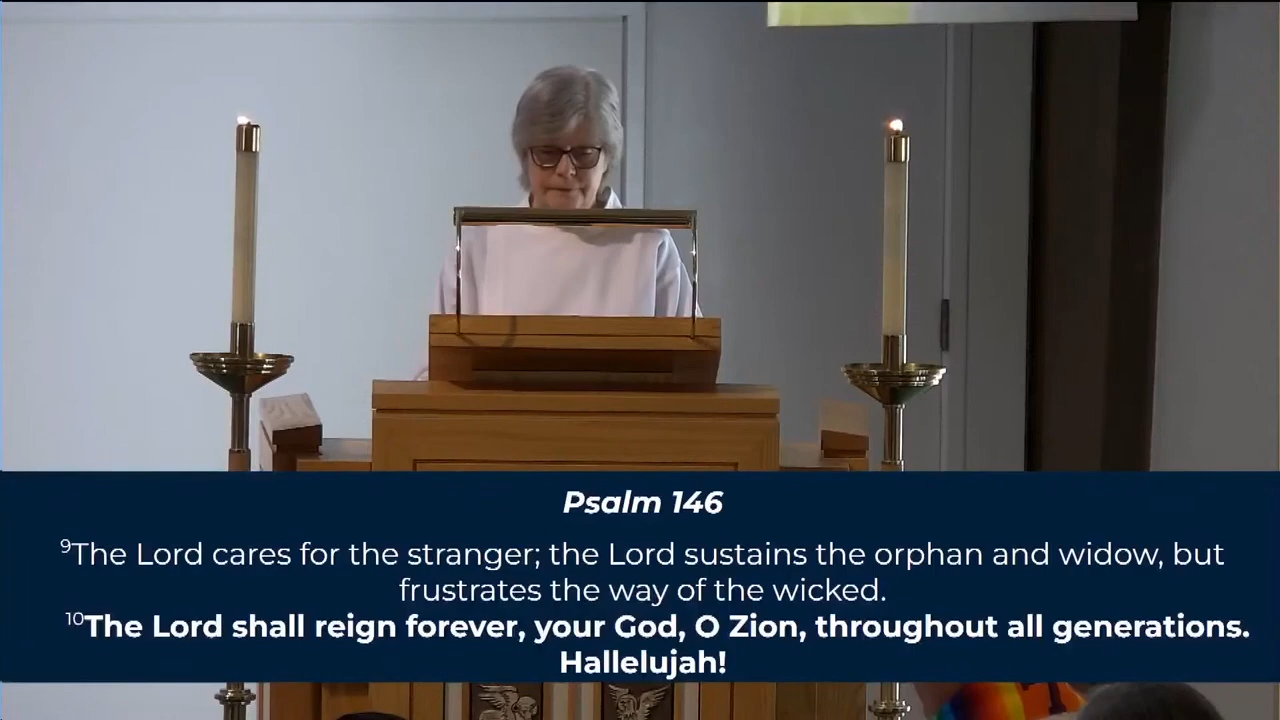 Psalm 146
⁹The Lord cares for the stranger; the Lord sustains the orphan and widow, but
frustrates the way of the wicked.
¹⁰The Lord shall reign forever, your God, O Zion, throughout all generations.
Hallelujah!